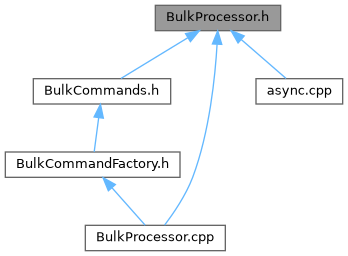 BulkProcessor.h
BulkCommands.h
async.cpp
BulkCommandFactory.h
BulkProcessor.cpp